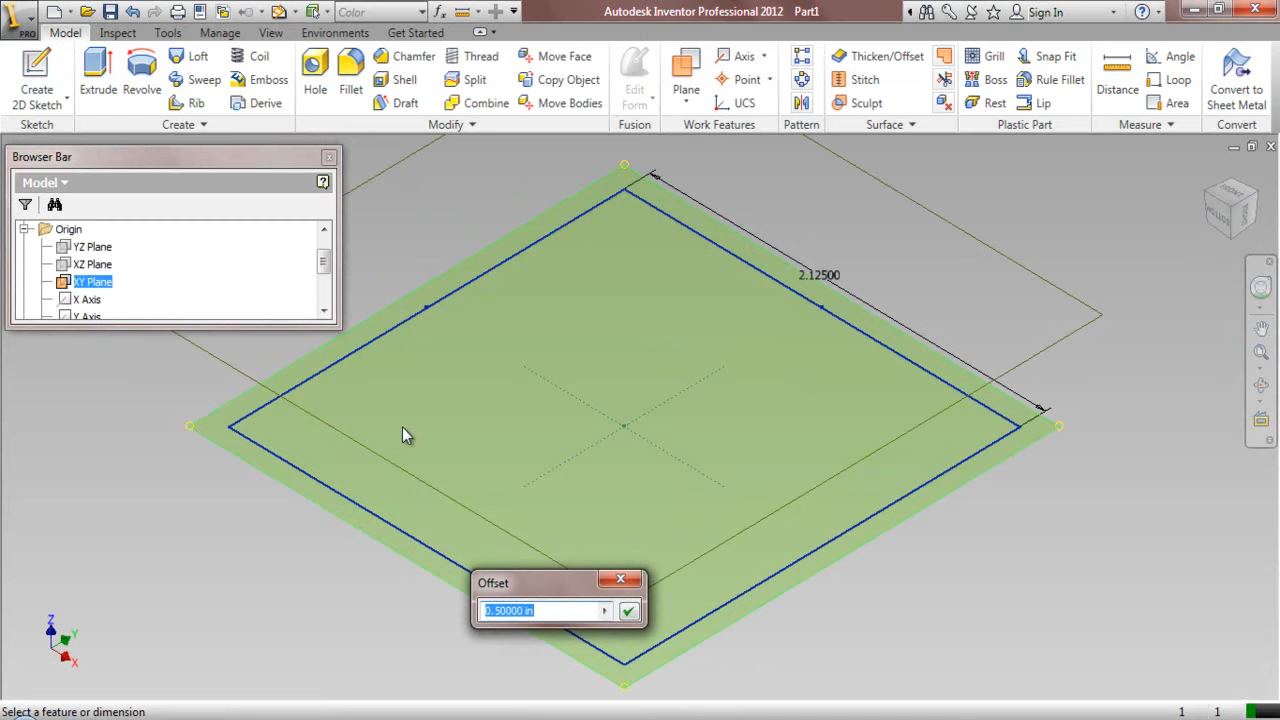 PRO
Color
Autodesk Inventor Professional 2012 Part1
Sign In
Model Inspect Tools Manage View Environments Get Started
Create 2D Sketch
Sketch
Extrude Revolve
Loft Coil
Sweep Emboss
Rib Derive
Create
Hole Fillet
Chamfer Thread Move Face
Shell Split Copy Object
Draft Combine Move Bodies
Modify
Edit Form
Fusion
Plane
Axis
Point
UCS
Work Features
Pattern
Thicken/Offset
Stitch
Sculpt
Surface
Grill Snap Fit
Boss Rule Fillet
Rest Lip
Plastic Part
Distance
Angle
Loop
Area
Measure
Convert to Sheet Metal
Convert
Browser Bar
Model
Origin
YZ Plane
XZ Plane
XY Plane
X Axis
Y Axis
FRONT
BOTTOM
RIGHT
2.12500
Offset
0.50000 in
Z
Y
X
Select a feature or dimension 1 1